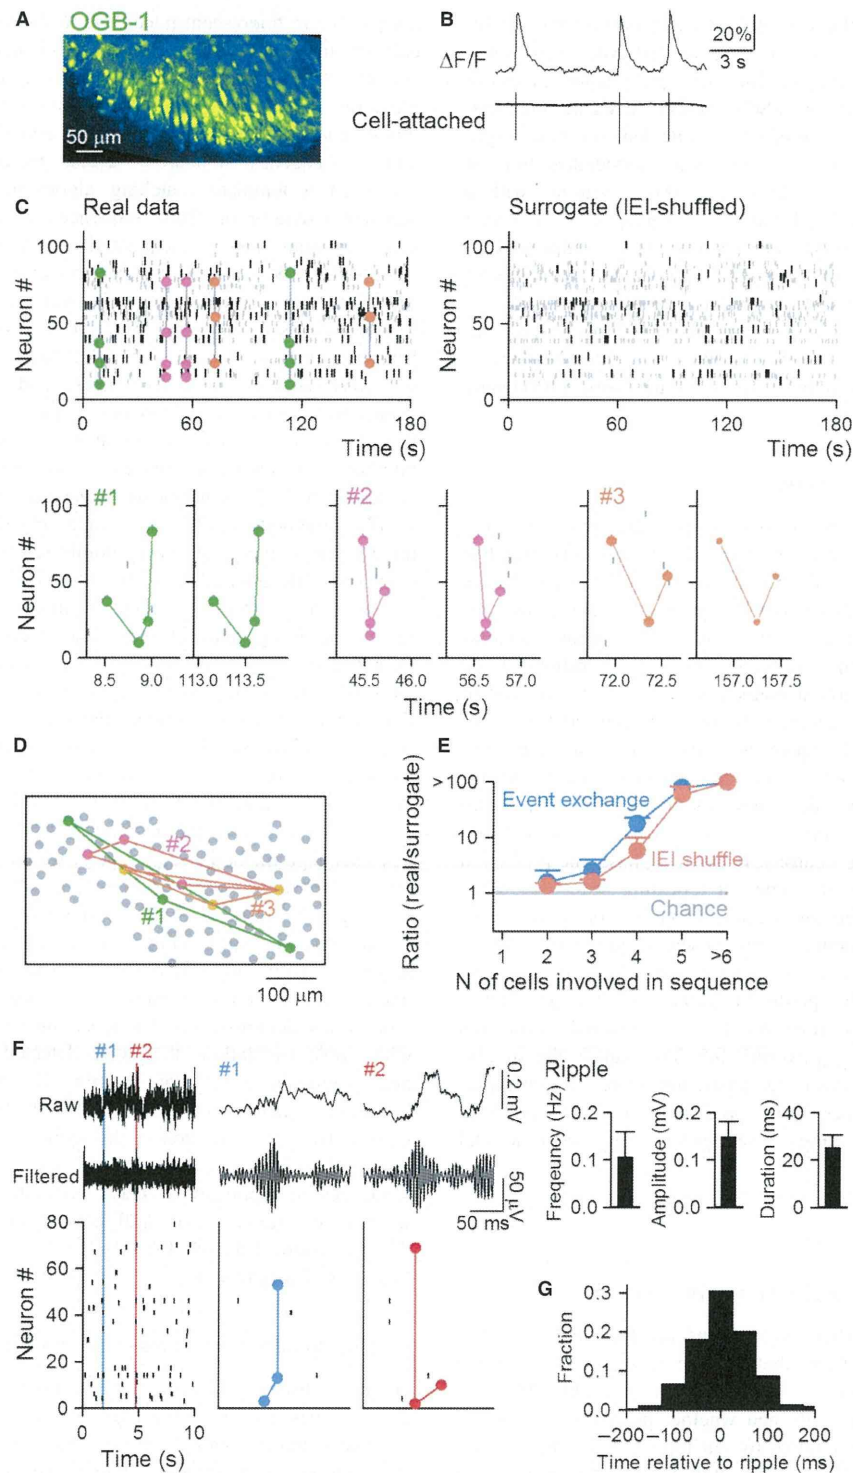 A
OGB-1
50 μm
B
ΔF/F
20%
3 s
Cell-attached
C
Real data
Surrogate (IEI-shuffled)
Neuron #
100
50
0
0 60 120 180
Time (s)
Neuron #
100
50
0
0 60 120 180
Time (s)
Neuron #
100
50
0
#1
#2
#3
8.5 9.0 113.0 113.5
45.5 46.0 56.5 57.0
72.0 72.5 157.0 157.5
Time (s)
D
#2
#1
#3
100 μm
E
Ratio (real/surrogate)
> 100
10
1
Event exchange
IEI shuffle
Chance
1 2 3 4 5 >6
N of cells involved in sequence
F
#1 #2
#1
#2
Raw
0.2 mV
Filtered
50 μV
50 ms
Neuron #
80
60
40
20
0
0 5 10
Time (s)
Ripple
Freqeuncy (Hz)
0.2
0.1
0.0
Amplitude (mV)
0.2
0.1
0.0
Duration (ms)
40
20
0
G
Fraction
0.3
0.2
0.1
0.0
−200 −100 0 100 200
Time relative to ripple (ms)